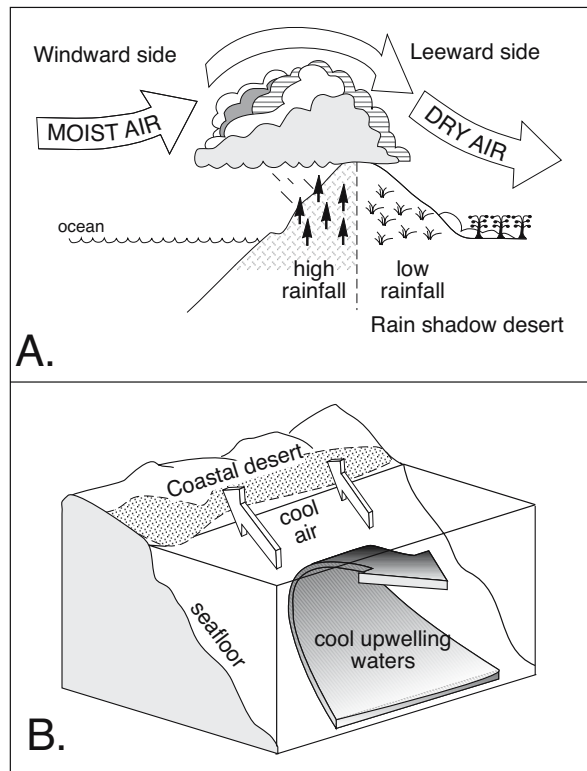 Windward side
Leeward side
MOIST AIR
DRY AIR
ocean
high
rainfall
low
rainfall
Rain shadow desert
A.
Coastal desert
cool
air
seafloor
cool upwelling
waters
B.